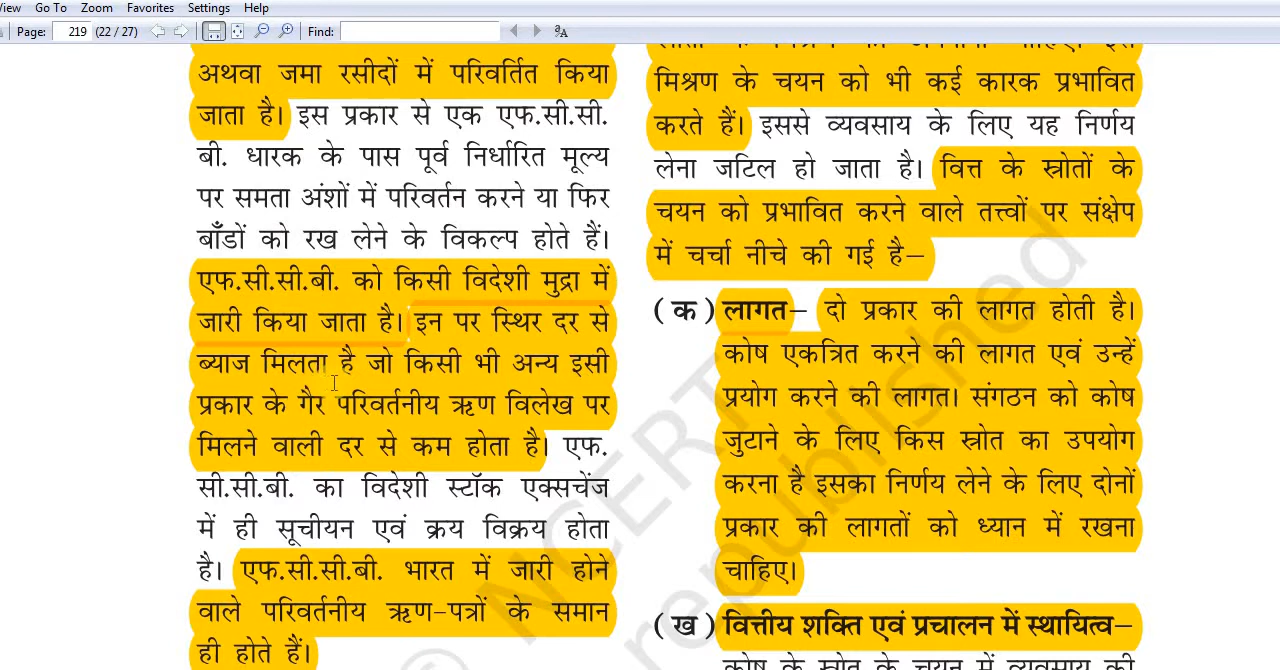 View Go To Zoom Favorites Settings Help
Page: 219 (22 / 27) Find:
अथवा जमा रसीदों में परिवर्तित किया
जाता है। इस प्रकार से एक एफ.सी.सी.
बी. धारक के पास पूर्व निर्धारित मूल्य
पर समता अंशों में परिवर्तन करने या फिर
बाँडों को रख लेने के विकल्प होते हैं।
एफ.सी.सी.बी. को किसी विदेशी मुद्रा में
जारी किया जाता है। इन पर स्थिर दर से
ब्याज मिलता है जो किसी भी अन्य इसी
प्रकार के गैर परिवर्तनीय ऋण विलेख पर
मिलने वाली दर से कम होता है। एफ.
सी.सी.बी. का विदेशी स्टॉक एक्सचेंज
में ही सूचीयन एवं क्रय विक्रय होता
है। एफ.सी.सी.बी. भारत में जारी होने
वाले परिवर्तनीय ऋण-पत्रों के समान
ही होते हैं।
मिश्रण के चयन को भी कई कारक प्रभावित
करते हैं। इससे व्यवसाय के लिए यह निर्णय
लेना जटिल हो जाता है। वित्त के स्रोतों के
चयन को प्रभावित करने वाले तत्त्वों पर संक्षेप
में चर्चा नीचे की गई है–
(क) लागत– दो प्रकार की लागत होती है।
कोष एकत्रित करने की लागत एवं उन्हें
प्रयोग करने की लागत। संगठन को कोष
जुटाने के लिए किस स्रोत का उपयोग
करना है इसका निर्णय लेने के लिए दोनों
प्रकार की लागतों को ध्यान में रखना
चाहिए।
(ख) वित्तीय शक्ति एवं प्रचालन में स्थायित्व–
कोष के स्रोत के चयन में व्यवसाय की
© NCERT
republished